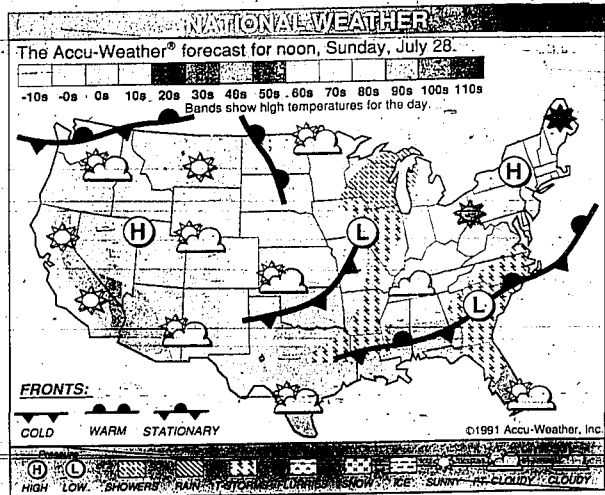 NATIONAL WEATHER
The Accu-Weather® forecast for noon, Sunday, July 28.
-10s -0s 0s 10s 20s 30s 40s 50s 60s 70s 80s 90s 100s 110s
Bands show high temperatures for the day.
H
H
L
L
FRONTS:
COLD WARM STATIONARY
©1991 Accu-Weather, Inc.
Pressure
H L
HIGH LOW SHOWERS RAIN T-STORMS FLURRIES SNOW ICE SUNNY PT. CLOUDY CLOUDY